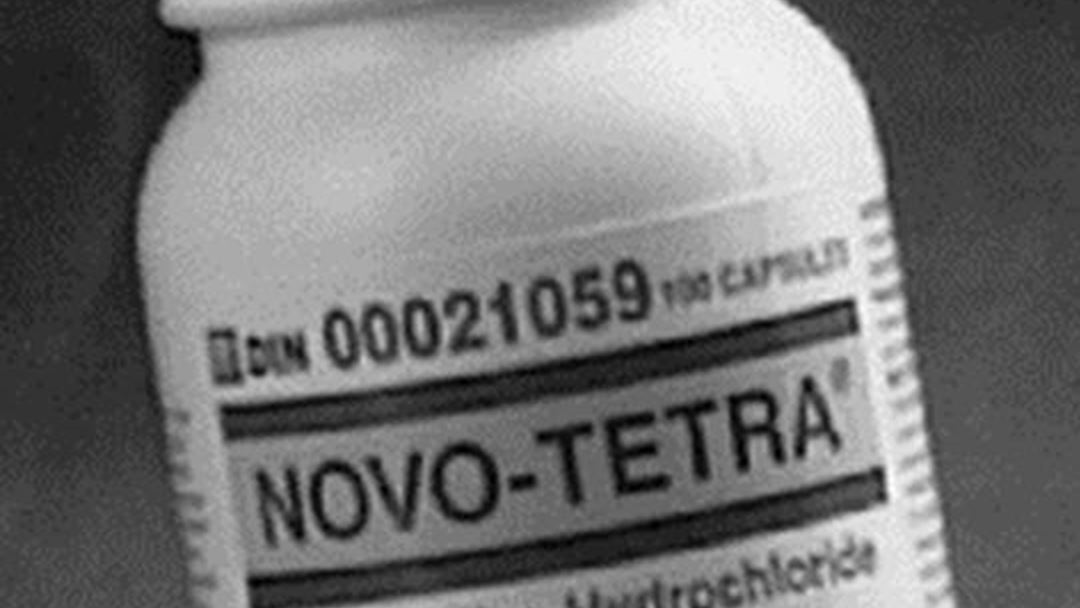 DIN 00021059 100 CAPSULES
NOVO-TETRA®
Hydrochloride